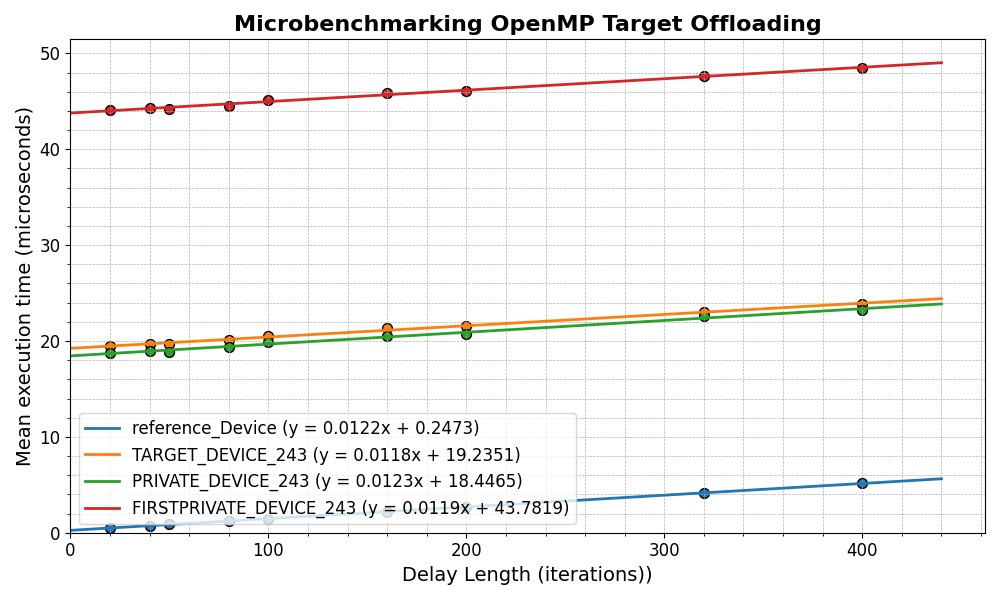 Microbenchmarking OpenMP Target Offloading
Mean execution time (microseconds)
50
40
30
20
10
0
reference_Device (y = 0.0122x + 0.2473)
TARGET_DEVICE_243 (y = 0.0118x + 19.2351)
PRIVATE_DEVICE_243 (y = 0.0123x + 18.4465)
FIRSTPRIVATE_DEVICE_243 (y = 0.0119x + 43.7819)
0 100 200 300 400
Delay Length (iterations))